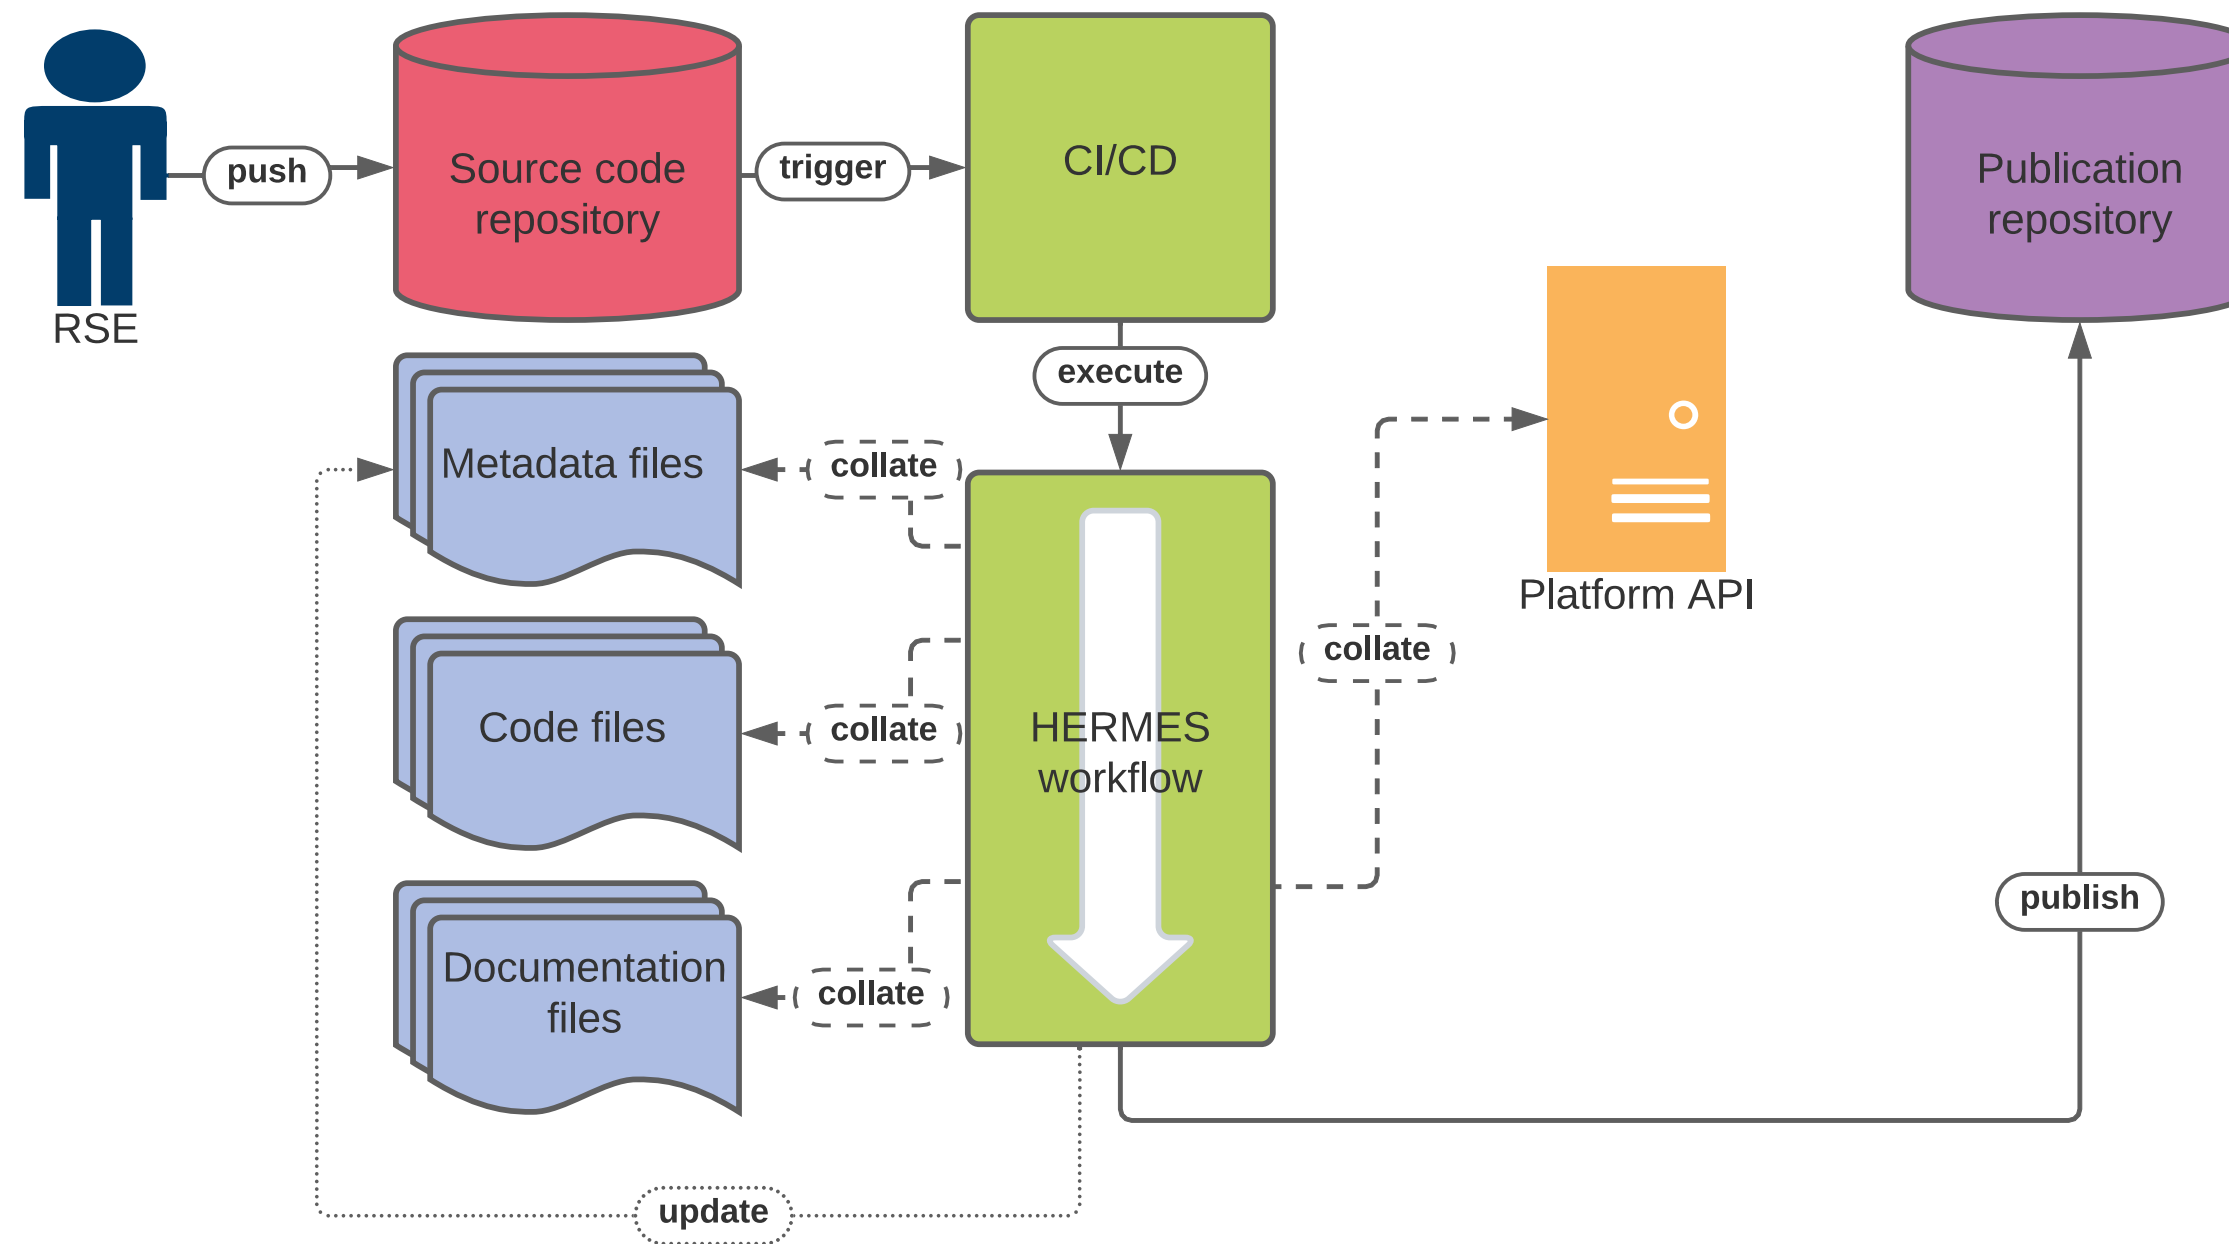 push
Source code
repository
trigger
CI/CD
Publication
repository
RSE
execute
Metadata files
collate
Platform API
collate
Code files
collate
HERMES
workflow
Documentation
files
collate
publish
update